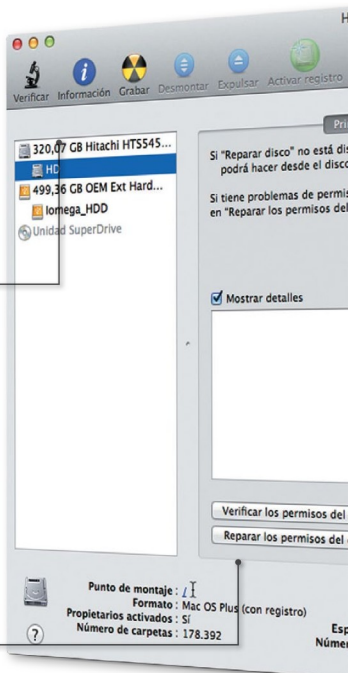 H
Verificar Información Grabar Desmontar Expulsar Activar registro
320,07 GB Hitachi HTS545...
HD
499,36 GB OEM Ext Hard...
Iomega_HDD
Unidad SuperDrive
Pri
Si "Reparar disco" no está dis
podrá hacer desde el disco
Si tiene problemas de permis
en "Reparar los permisos del
Mostrar detalles
Verificar los permisos del
Reparar los permisos del
Punto de montaje : /
Formato : Mac OS Plus (con registro)
Propietarios activados : Sí
Número de carpetas : 178.392
Esp
Númer
?